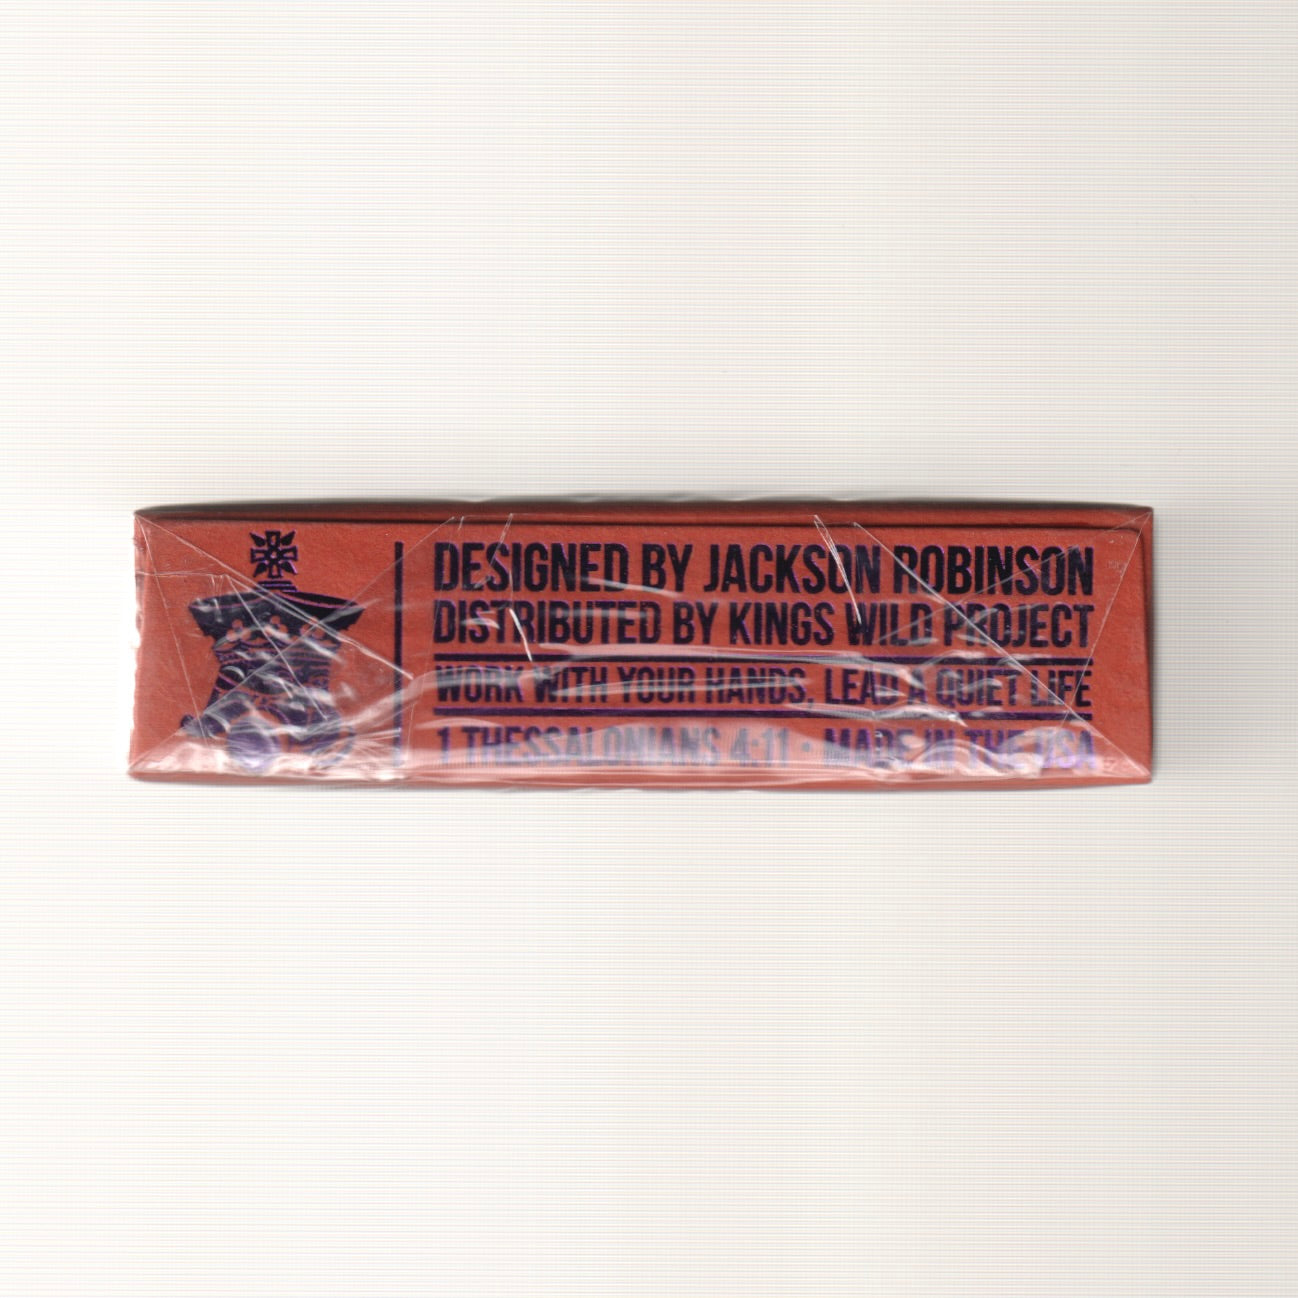 DESIGNED BY JACKSON ROBINSON
DISTRIBUTED BY KINGS WILD PROJECT
WORK WITH YOUR HANDS, LEAD A QUIET LIFE
1 THESSALONIANS 4:11 • MADE IN THE USA